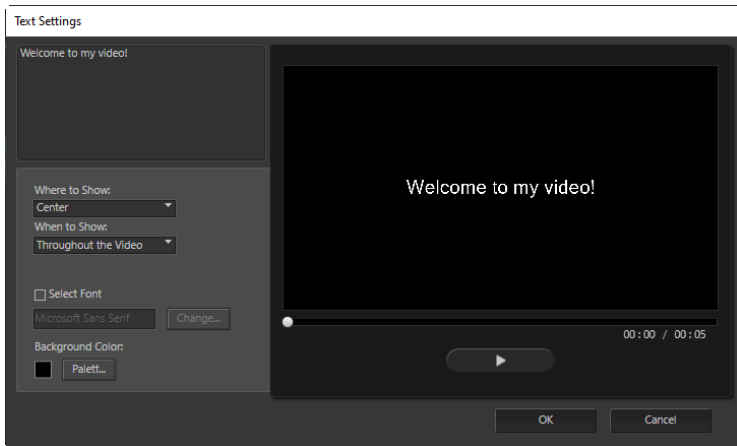 Text Settings
Welcome to my video!
Welcome to my video!
Where to Show:
Center
When to Show:
Throughout the Video
Select Font
Microsoft Sans Serif
Change...
Background Color:
Palett...
00:00 / 00:05
OK
Cancel